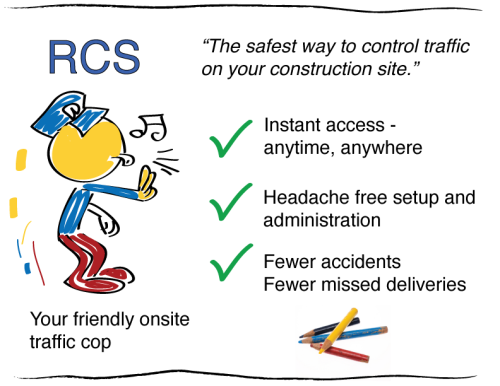 RCS
“The safest way to control traffic
on your construction site.”
Instant access -
anytime, anywhere
Headache free setup and
administration
Fewer accidents
Fewer missed deliveries
Your friendly onsite
traffic cop